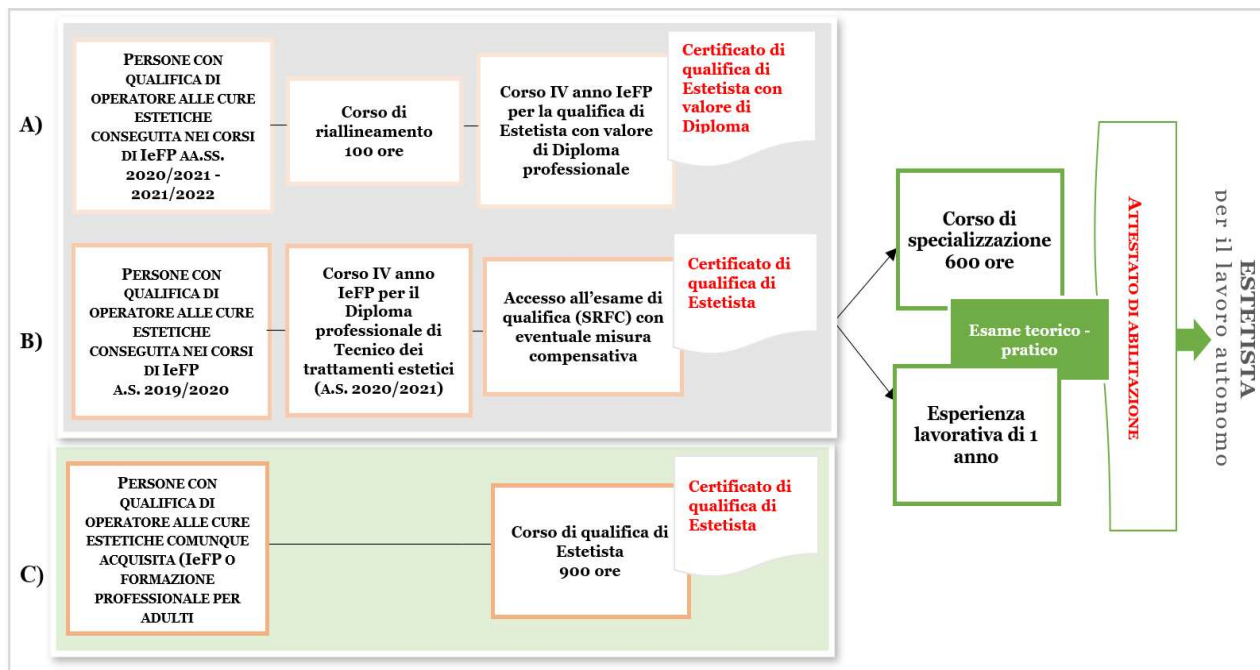 A)
PERSONE CON
QUALIFICA DI
OPERATORE ALLE CURE
ESTETICHE
CONSEGUITA NEI CORSI
DI IeFP AA.SS.
2020/2021 -
2021/2022
Corso di
riallineamento
100 ore
Corso IV anno IeFP
per la qualifica di
Estetista con valore
di Diploma
professionale
Certificato di
qualifica di
Estetista con
valore di
Diploma
B)
PERSONE CON
QUALIFICA DI
OPERATORE ALLE CURE
ESTETICHE
CONSEGUITA NEI CORSI
DI IeFP
A.S. 2019/2020
Corso IV anno
IeFP per il
Diploma
professionale di
Tecnico dei
trattamenti estetici
(A.S. 2020/2021)
Accesso all'esame di
qualifica (SRFC) con
eventuale misura
compensativa
Certificato di
qualifica di
Estetista
C)
PERSONE CON
QUALIFICA DI
OPERATORE ALLE CURE
ESTETICHE COMUNQUE
ACQUISITA (IeFP O
FORMAZIONE
PROFESSIONALE PER
ADULTI
Corso di qualifica di
Estetista
900 ore
Certificato di
qualifica di
Estetista
Corso di
specializzazione
600 ore
Esame teorico -
pratico
Esperienza
lavorativa di 1
anno
ATTESTATO DI ABILITAZIONE
ESTETISTA
per il lavoro autonomo